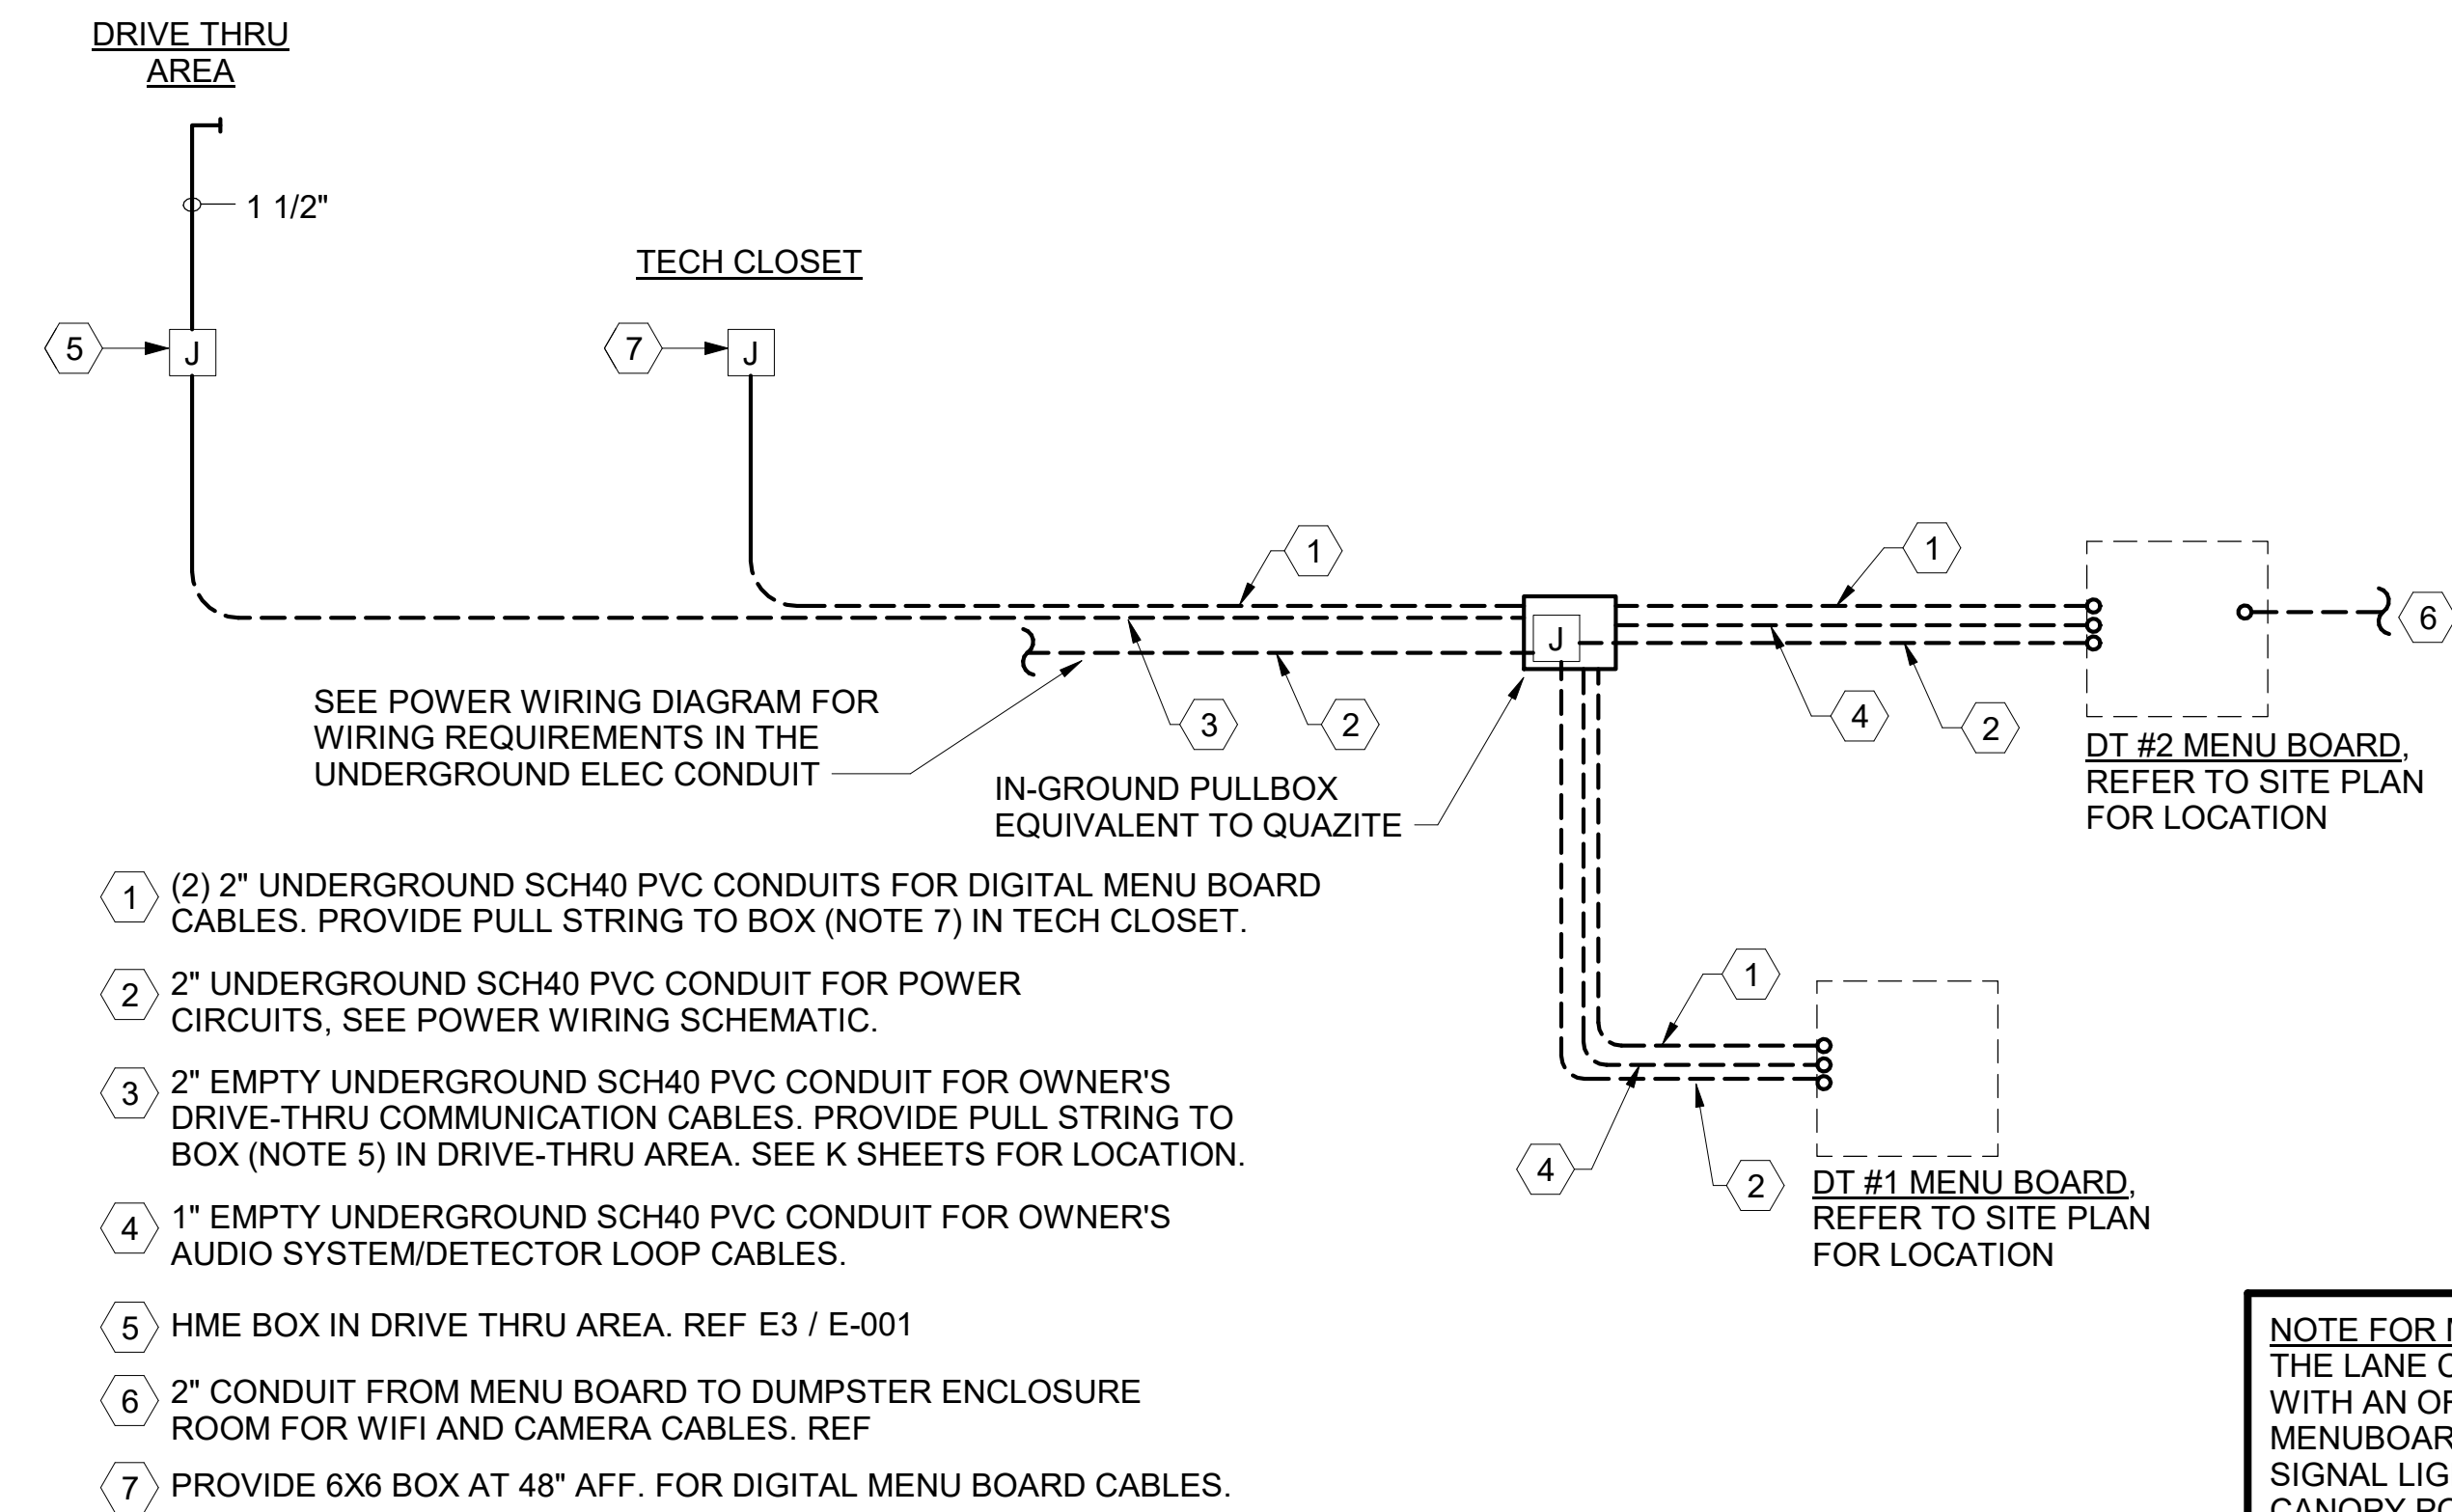 DRIVE THRU
AREA
1 1/2"
TECH CLOSET
5
J
7
J
1
1
6
J
3
2
4
2
SEE POWER WIRING DIAGRAM FOR
WIRING REQUIREMENTS IN THE
UNDERGROUND ELEC CONDUIT
IN-GROUND PULLBOX
EQUIVALENT TO QUAZITE
DT #2 MENU BOARD,
REFER TO SITE PLAN
FOR LOCATION
1
4
2
DT #1 MENU BOARD,
REFER TO SITE PLAN
FOR LOCATION
1 (2) 2" UNDERGROUND SCH40 PVC CONDUITS FOR DIGITAL MENU BOARD
CABLES. PROVIDE PULL STRING TO BOX (NOTE 7) IN TECH CLOSET.
2 2" UNDERGROUND SCH40 PVC CONDUIT FOR POWER
CIRCUITS, SEE POWER WIRING SCHEMATIC.
3 2" EMPTY UNDERGROUND SCH40 PVC CONDUIT FOR OWNER'S
DRIVE-THRU COMMUNICATION CABLES. PROVIDE PULL STRING TO
BOX (NOTE 5) IN DRIVE-THRU AREA. SEE K SHEETS FOR LOCATION.
4 1" EMPTY UNDERGROUND SCH40 PVC CONDUIT FOR OWNER'S
AUDIO SYSTEM/DETECTOR LOOP CABLES.
5 HME BOX IN DRIVE THRU AREA. REF E3 / E-001
6 2" CONDUIT FROM MENU BOARD TO DUMPSTER ENCLOSURE
ROOM FOR WIFI AND CAMERA CABLES. REF
7 PROVIDE 6X6 BOX AT 48" AFF. FOR DIGITAL MENU BOARD CABLES.
NOTE FOR
THE LANE
WITH AN